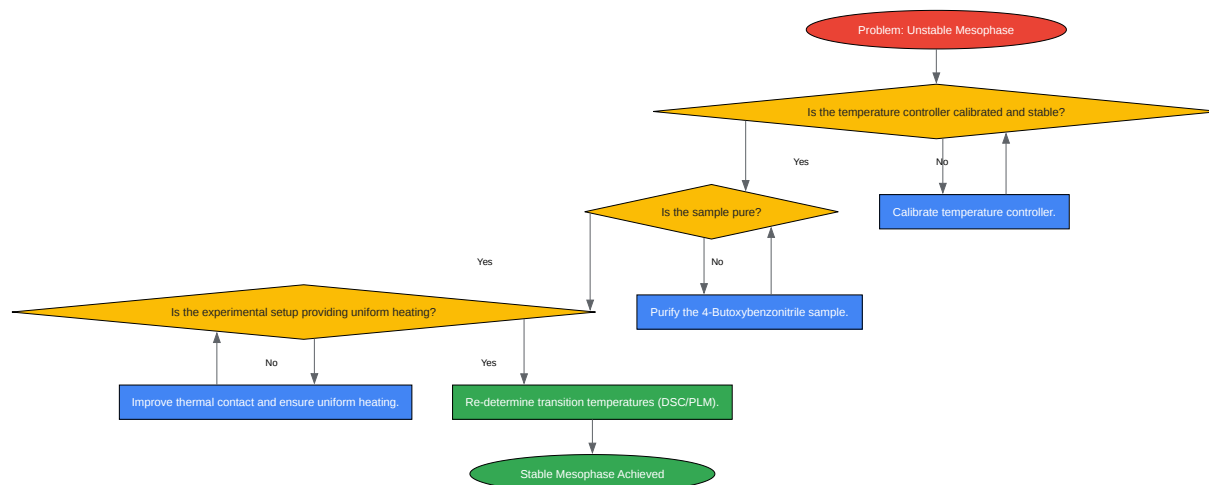 Problem: Unstable Mesophase
Is the temperature controller calibrated and stable?
Yes
No
Calibrate temperature controller.
Is the sample pure?
Yes
No
Purify the 4-Butoxybenzonitrile sample.
Is the experimental setup providing uniform heating?
No
Yes
Improve thermal contact and ensure uniform heating.
Re-determine transition temperatures (DSC/PLM).
Stable Mesophase Achieved